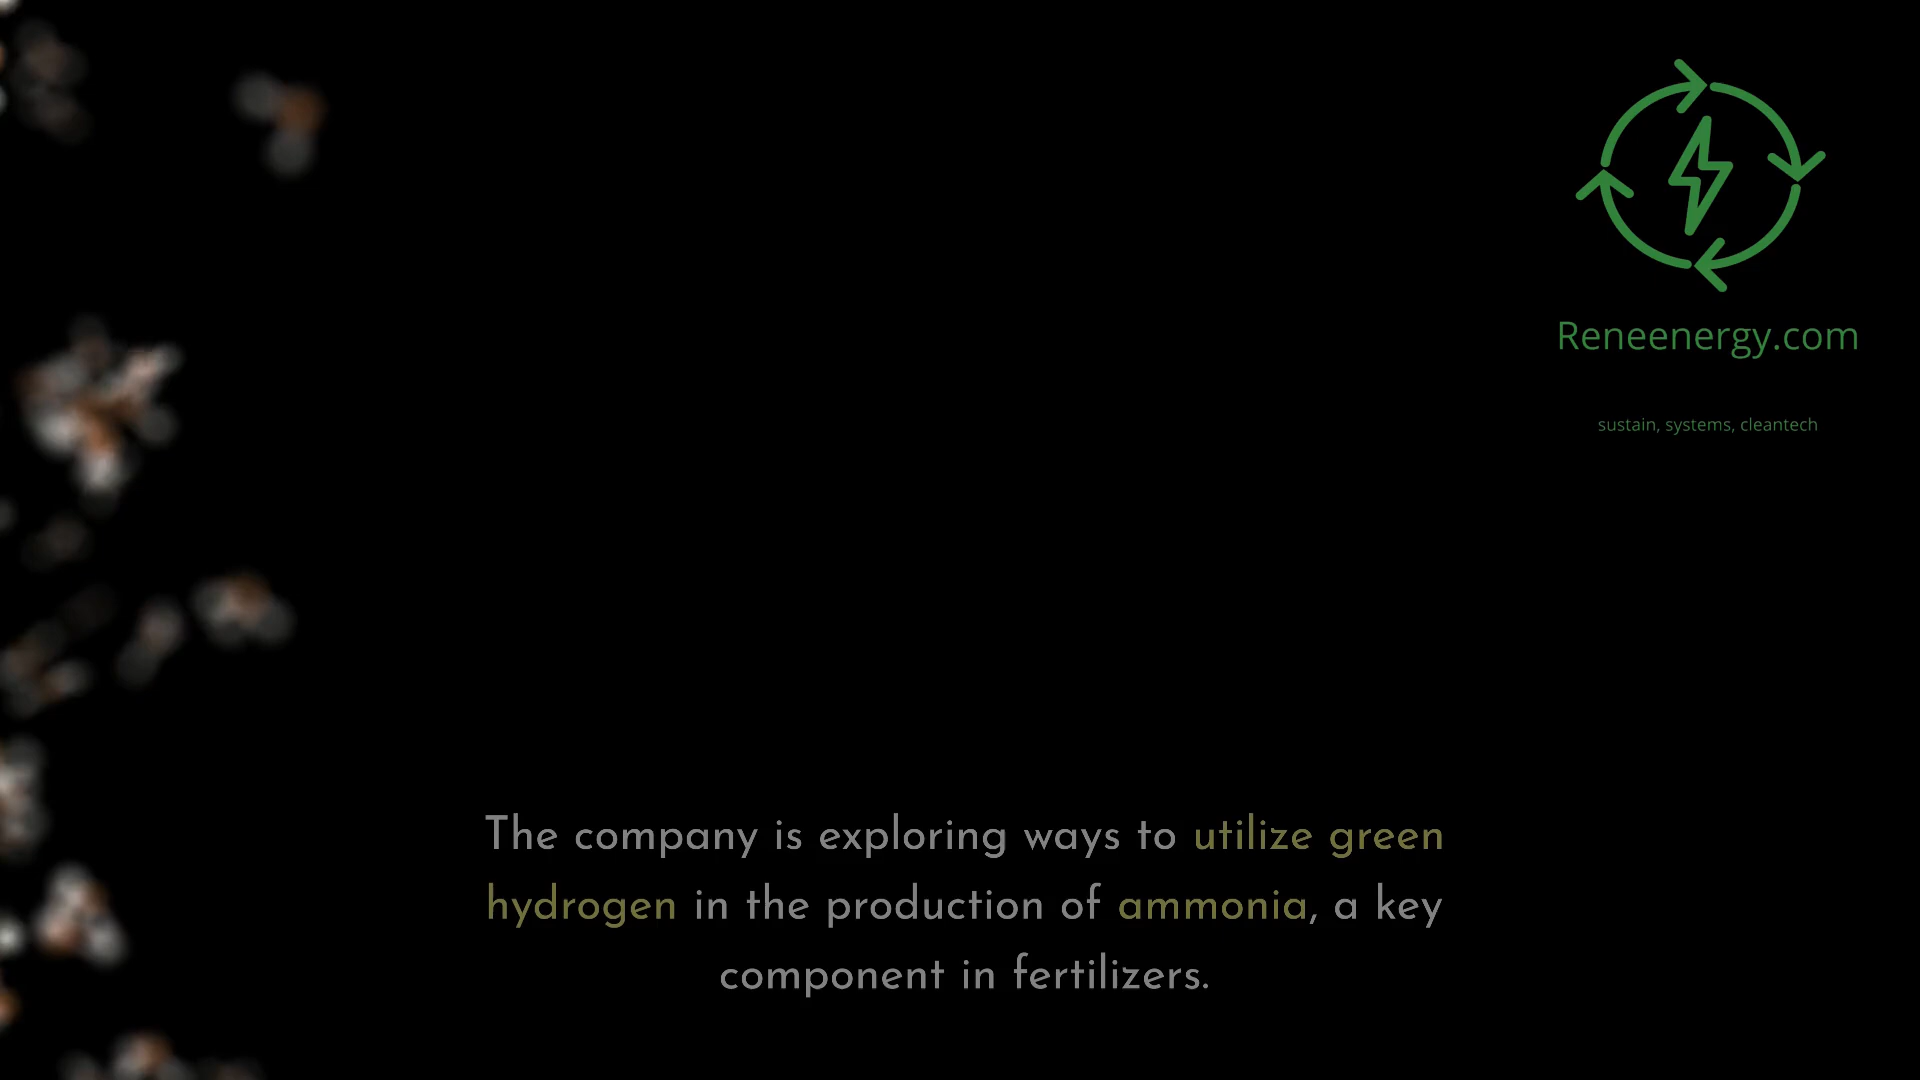 Reneenergy.com
sustain, systems, cleantech
The company is exploring ways to utilize green
hydrogen in the production of ammonia, a key
component in fertilizers.